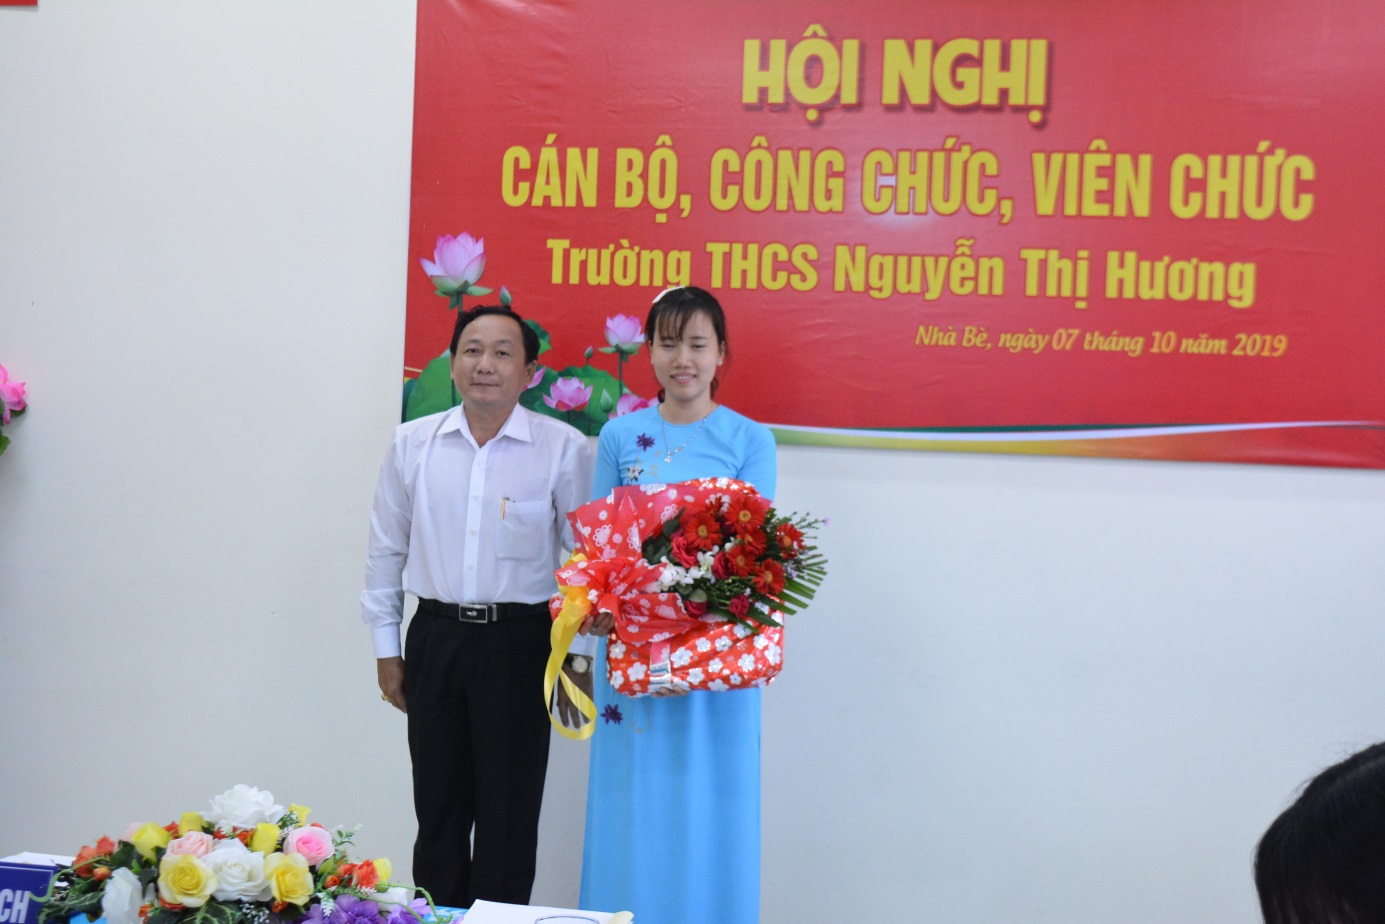 HỘI NGHỊ
CÁN BỘ, CÔNG CHỨC, VIÊN CHỨC
Trường THCS Nguyễn Thị Hương
Nhà Bè, ngày 07 tháng 10 năm 2019
CH